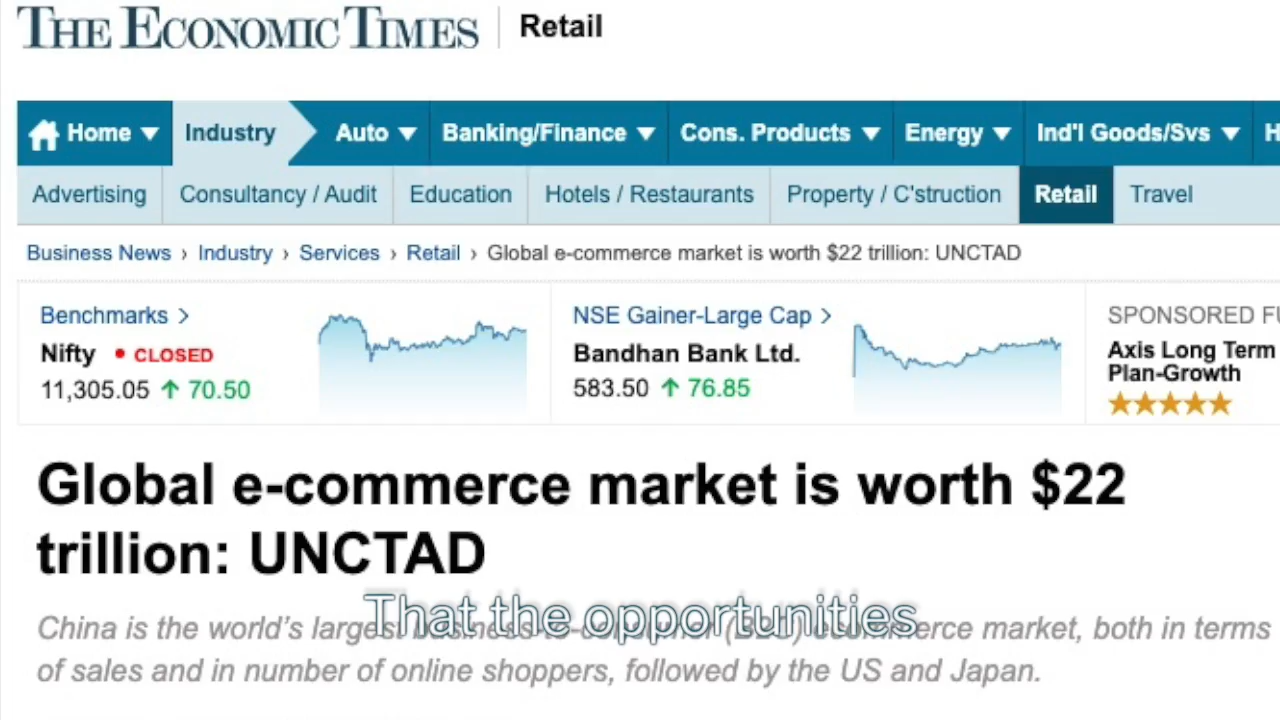 THE ECONOMIC TIMES | Retail
Home ▼ Industry Auto ▼ Banking/Finance ▼ Cons. Products ▼ Energy ▼ Ind'l Goods/Svs ▼ H
Advertising Consultancy / Audit Education Hotels / Restaurants Property / C'struction Retail Travel
Business News › Industry › Services › Retail › Global e-commerce market is worth $22 trillion: UNCTAD
Benchmarks > NSE Gainer-Large Cap > SPONSORED FU
Nifty • CLOSED Bandhan Bank Ltd. Axis Long Term
Plan-Growth
11,305.05 ↑ 70.50 583.50 ↑ 76.85 ★★★★★
Global e-commerce market is worth $22
trillion: UNCTAD
That the opportunities
China is the world's largest (B2C) market, both in terms
of sales and in number of online shoppers, followed by the US and Japan.